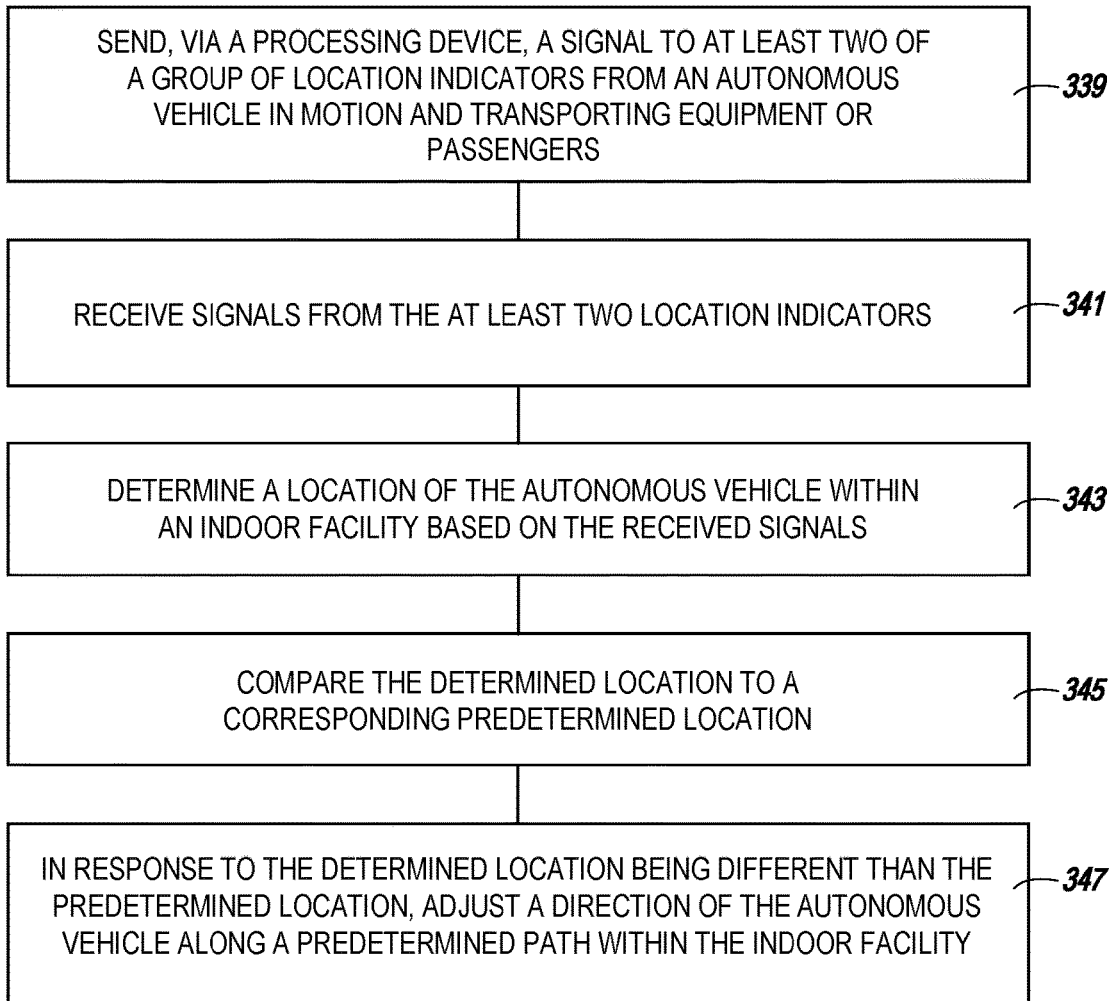 SEND, VIA A PROCESSING DEVICE, A SIGNAL TO AT LEAST TWO OF
A GROUP OF LOCATION INDICATORS FROM AN AUTONOMOUS
VEHICLE IN MOTION AND TRANSPORTING EQUIPMENT OR
PASSENGERS
339
RECEIVE SIGNALS FROM THE AT LEAST TWO LOCATION INDICATORS
341
DETERMINE A LOCATION OF THE AUTONOMOUS VEHICLE WITHIN
AN INDOOR FACILITY BASED ON THE RECEIVED SIGNALS
343
COMPARE THE DETERMINED LOCATION TO A
CORRESPONDING PREDETERMINED LOCATION
345
IN RESPONSE TO THE DETERMINED LOCATION BEING DIFFERENT THAN THE
PREDETERMINED LOCATION, ADJUST A DIRECTION OF THE AUTONOMOUS
VEHICLE ALONG A PREDETERMINED PATH WITHIN THE INDOOR FACILITY
347